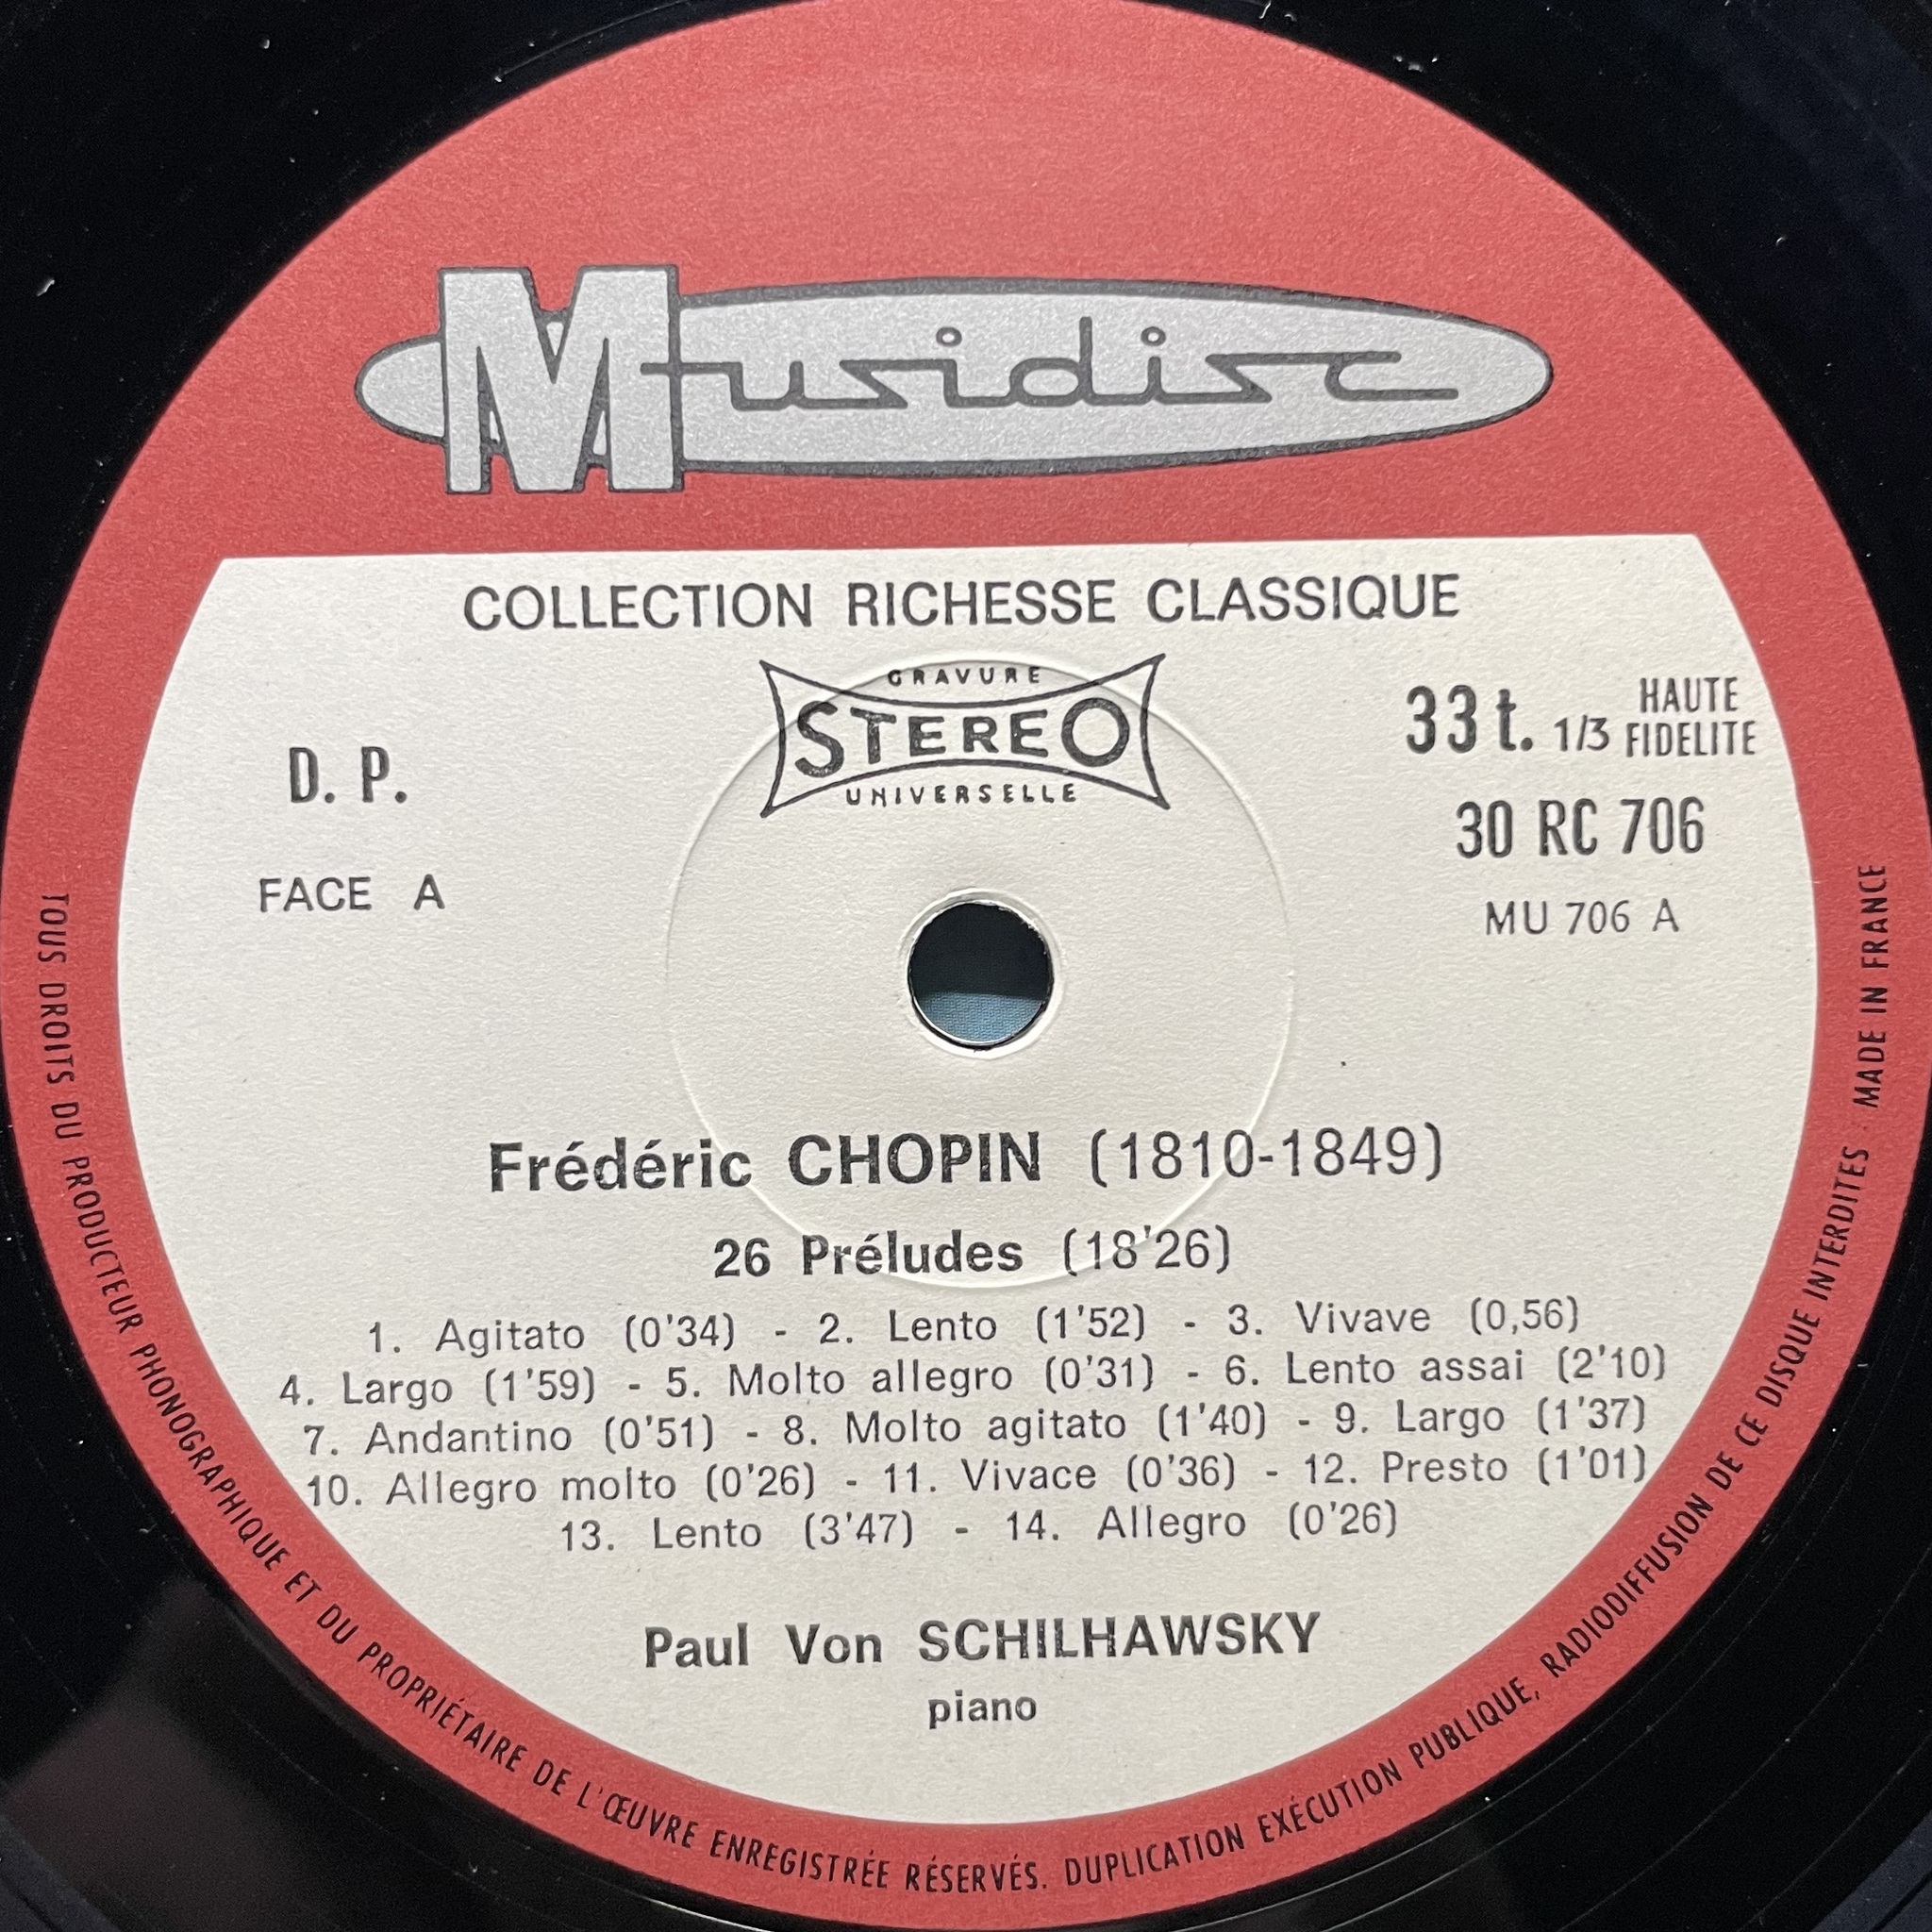 Musidisc
COLLECTION RICHESSE CLASSIQUE
GRAVURE
STEREO
UNIVERSELLE
D. P.
FACE A
33 t. 1/3 HAUTE FIDELITE
30 RC 706
MU 706 A
Frédéric CHOPIN (1810-1849)
26 Préludes (18'26)
1. Agitato (0'34) - 2. Lento (1'52) - 3. Vivave (0,56)
4. Largo (1'59) - 5. Molto allegro (0'31) - 6. Lento assai (2'10)
7. Andantino (0'51) - 8. Molto agitato (1'40) - 9. Largo (1'37)
10. Allegro molto (0'26) - 11. Vivace (0'36) - 12. Presto (1'01)
13. Lento (3'47) - 14. Allegro (0'26)
Paul Von SCHILHAWSKY
piano
TOUS DROITS DU PRODUCTEUR PHONOGRAPHIQUE ET DU PROPRIÉTAIRE DE L'ŒUVRE ENREGISTRÉE RÉSERVÉS. DUPLICATION EXÉCUTION PUBLIQUE, RADIODIFFUSION DE CE DISQUE INTERDITES . MADE IN FRANCE